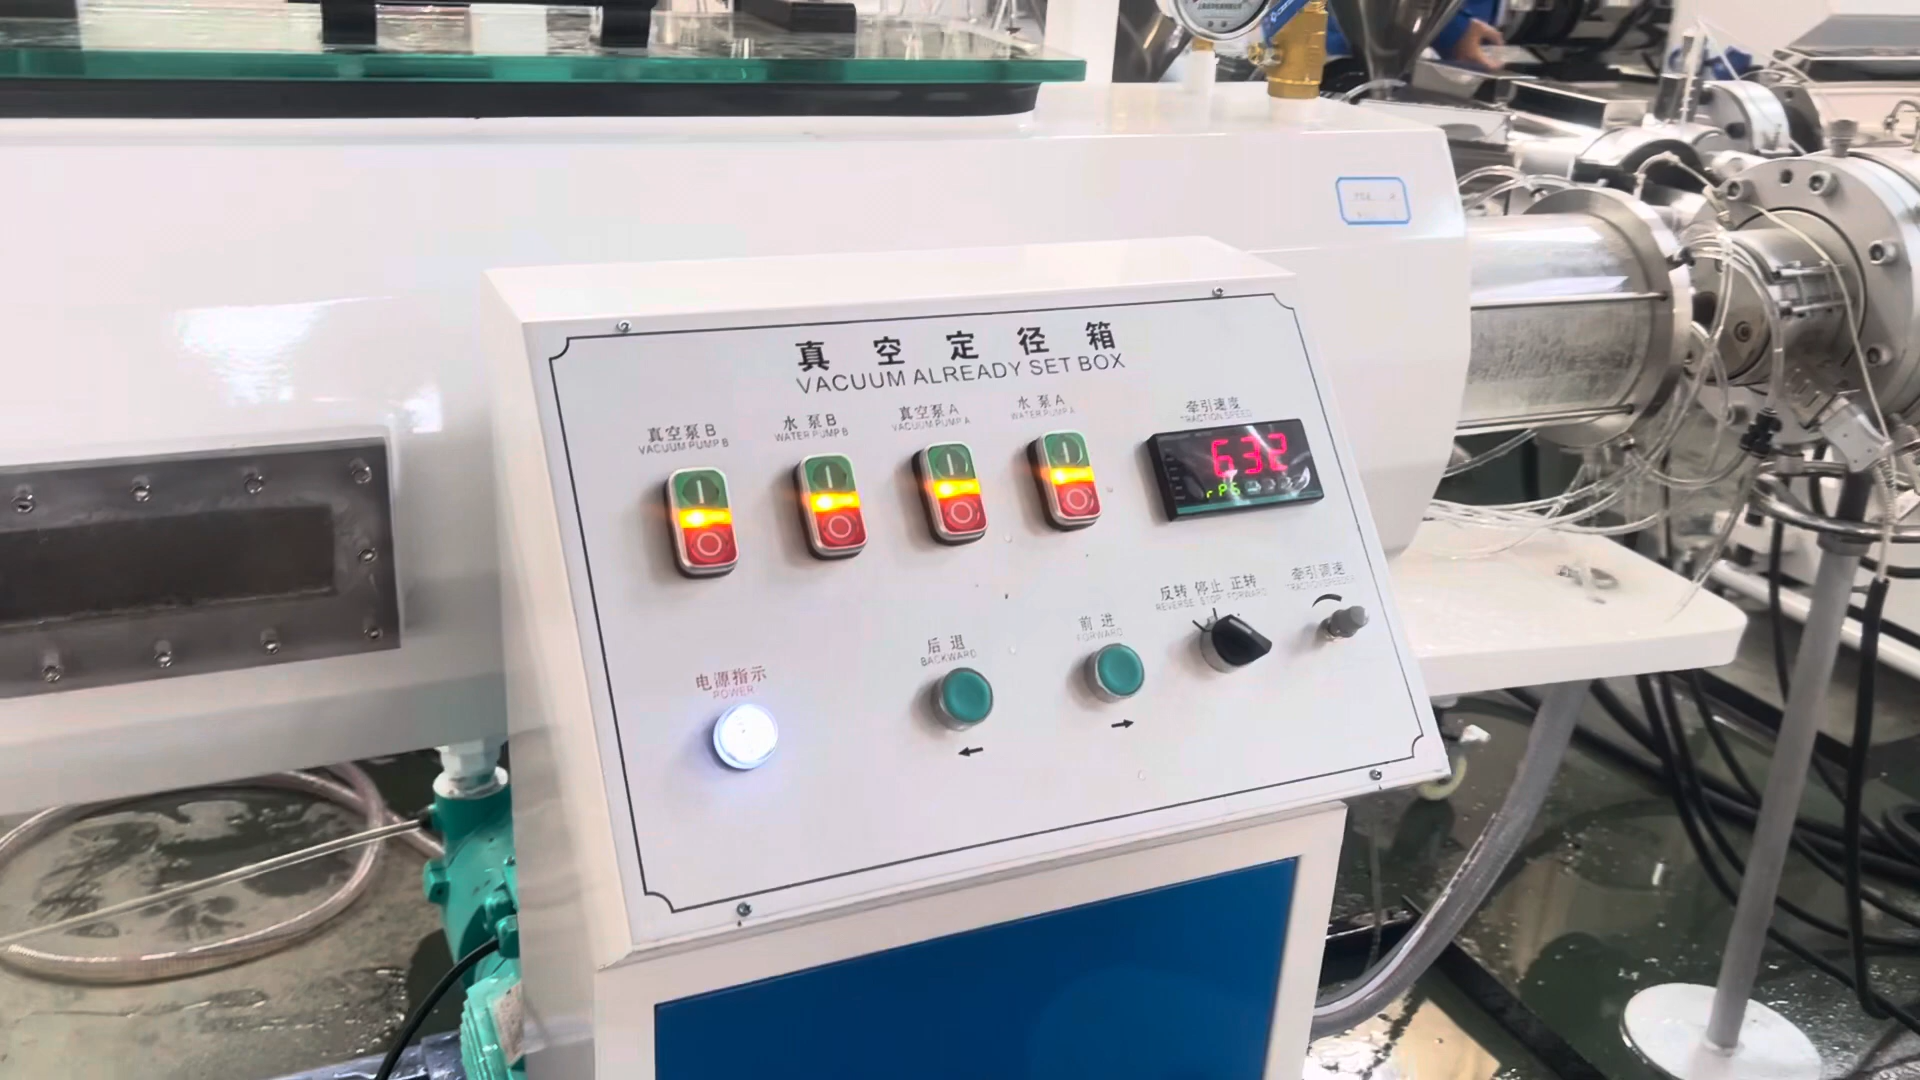 真空定径箱
VACUUM ALREADY SET BOX
真空泵B
VACUUM PUMP B
水泵B
WATER PUMP B
真空泵A
VACUUM PUMP A
水泵A
WATER PUMP A
牵引速度
TRACTION SPEED
632
反转 停止 正转
REVERSE STOP FORWARD
牵引调速
后退
BACKWARD
前进
FORWARD
电源指示
POWER